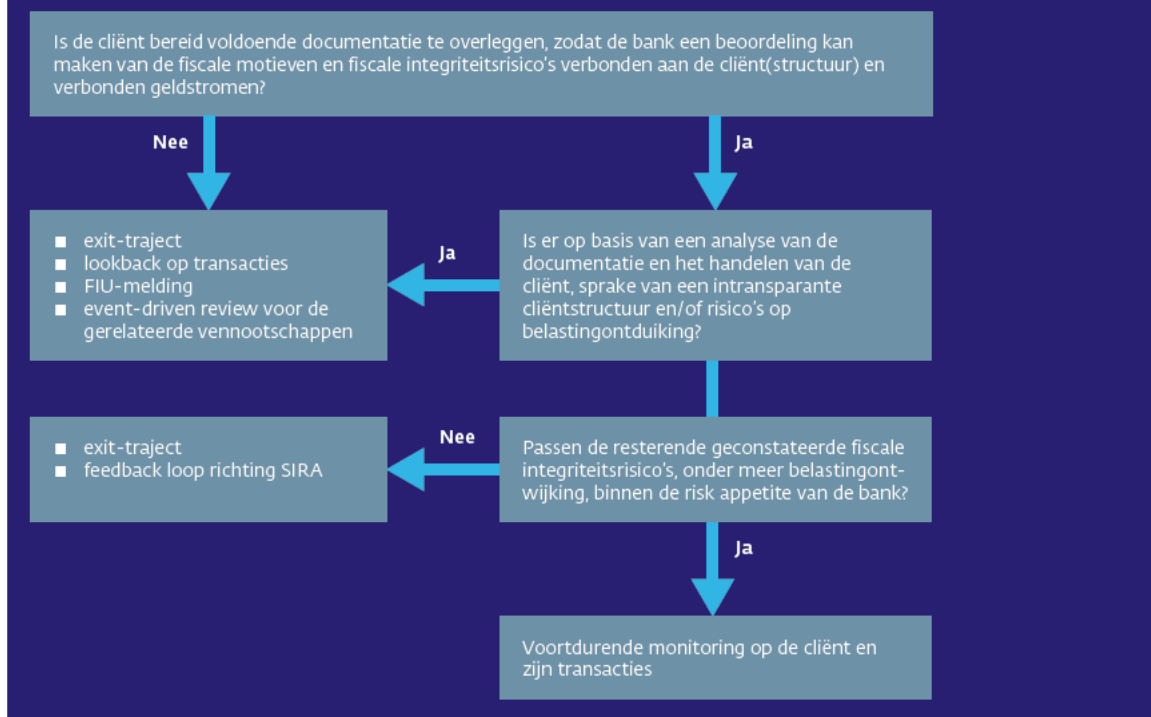 Is de cliënt bereid voldoende documentatie te overleggen, zodat de bank een beoordeling kan
maken van de fiscale motieven en fiscale integriteitsrisico's verbonden aan de cliënt(structuur) en
verbonden geldstromen?
Nee
Ja
■ exit-traject
■ lookback op transacties
■ FIU-melding
■ event-driven review voor de
gerelateerde vennootschappen
Ja
Is er op basis van een analyse van de
documentatie en het handelen van de
cliënt, sprake van een intransparante
cliëntstructuur en/of risico's op
belastingontduiking?
■ exit-traject
■ feedback loop richting SIRA
Nee
Passen de resterende geconstateerde fiscale
integriteitsrisico's, onder meer belastingont-
wijking, binnen de risk appetite van de bank?
Ja
Voortdurende monitoring op de cliënt en
zijn transacties